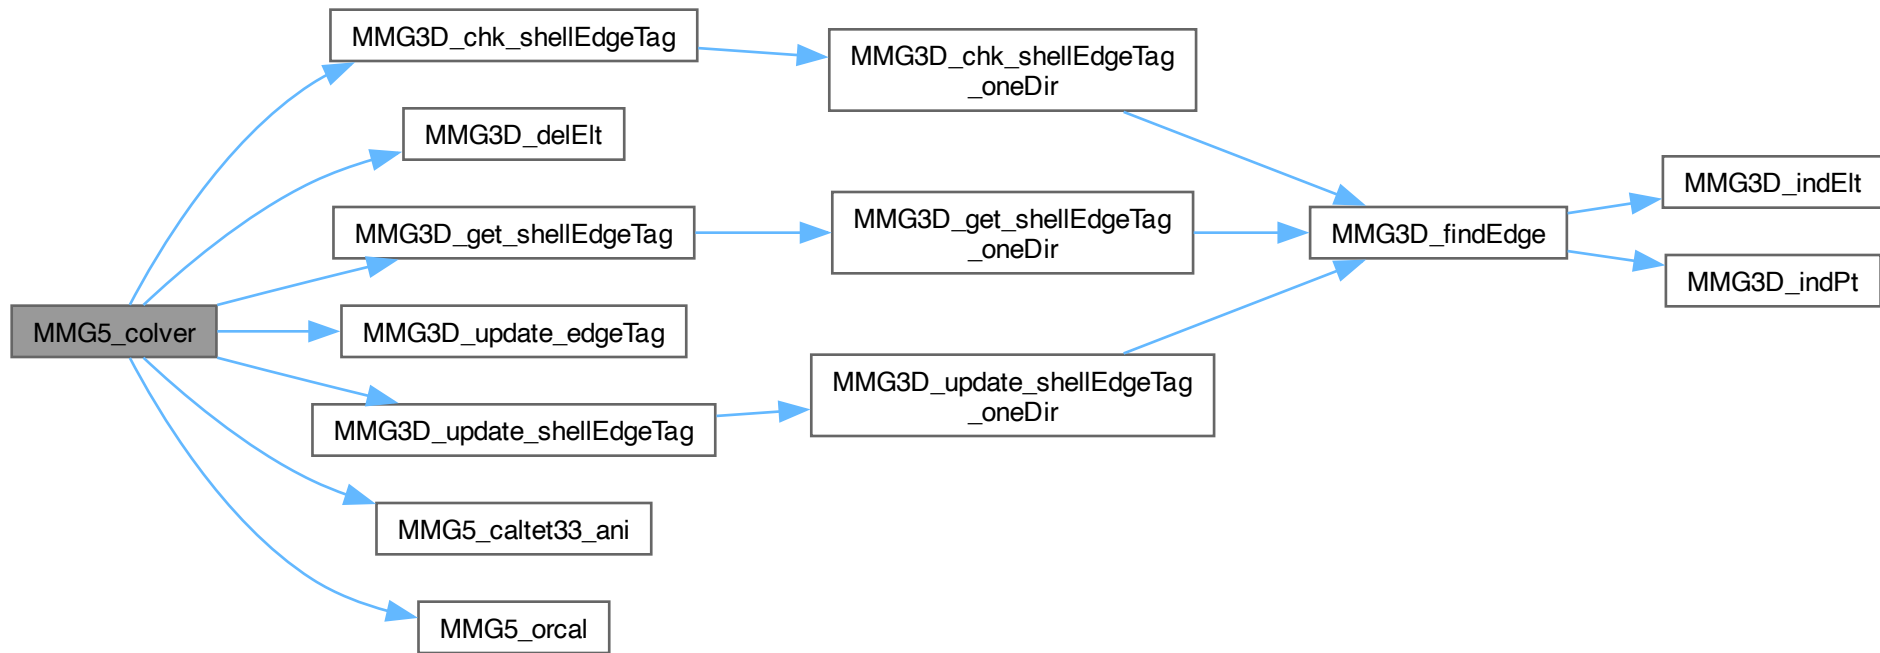 MMG5_colver
MMG3D_chk_shellEdgeTag
MMG3D_delElt
MMG3D_get_shellEdgeTag
MMG3D_update_edgeTag
MMG3D_update_shellEdgeTag
MMG5_caltet33_ani
MMG5_orcal
MMG3D_chk_shellEdgeTag
_oneDir
MMG3D_get_shellEdgeTag
_oneDir
MMG3D_update_shellEdgeTag
_oneDir
MMG3D_findEdge
MMG3D_indElt
MMG3D_indPt